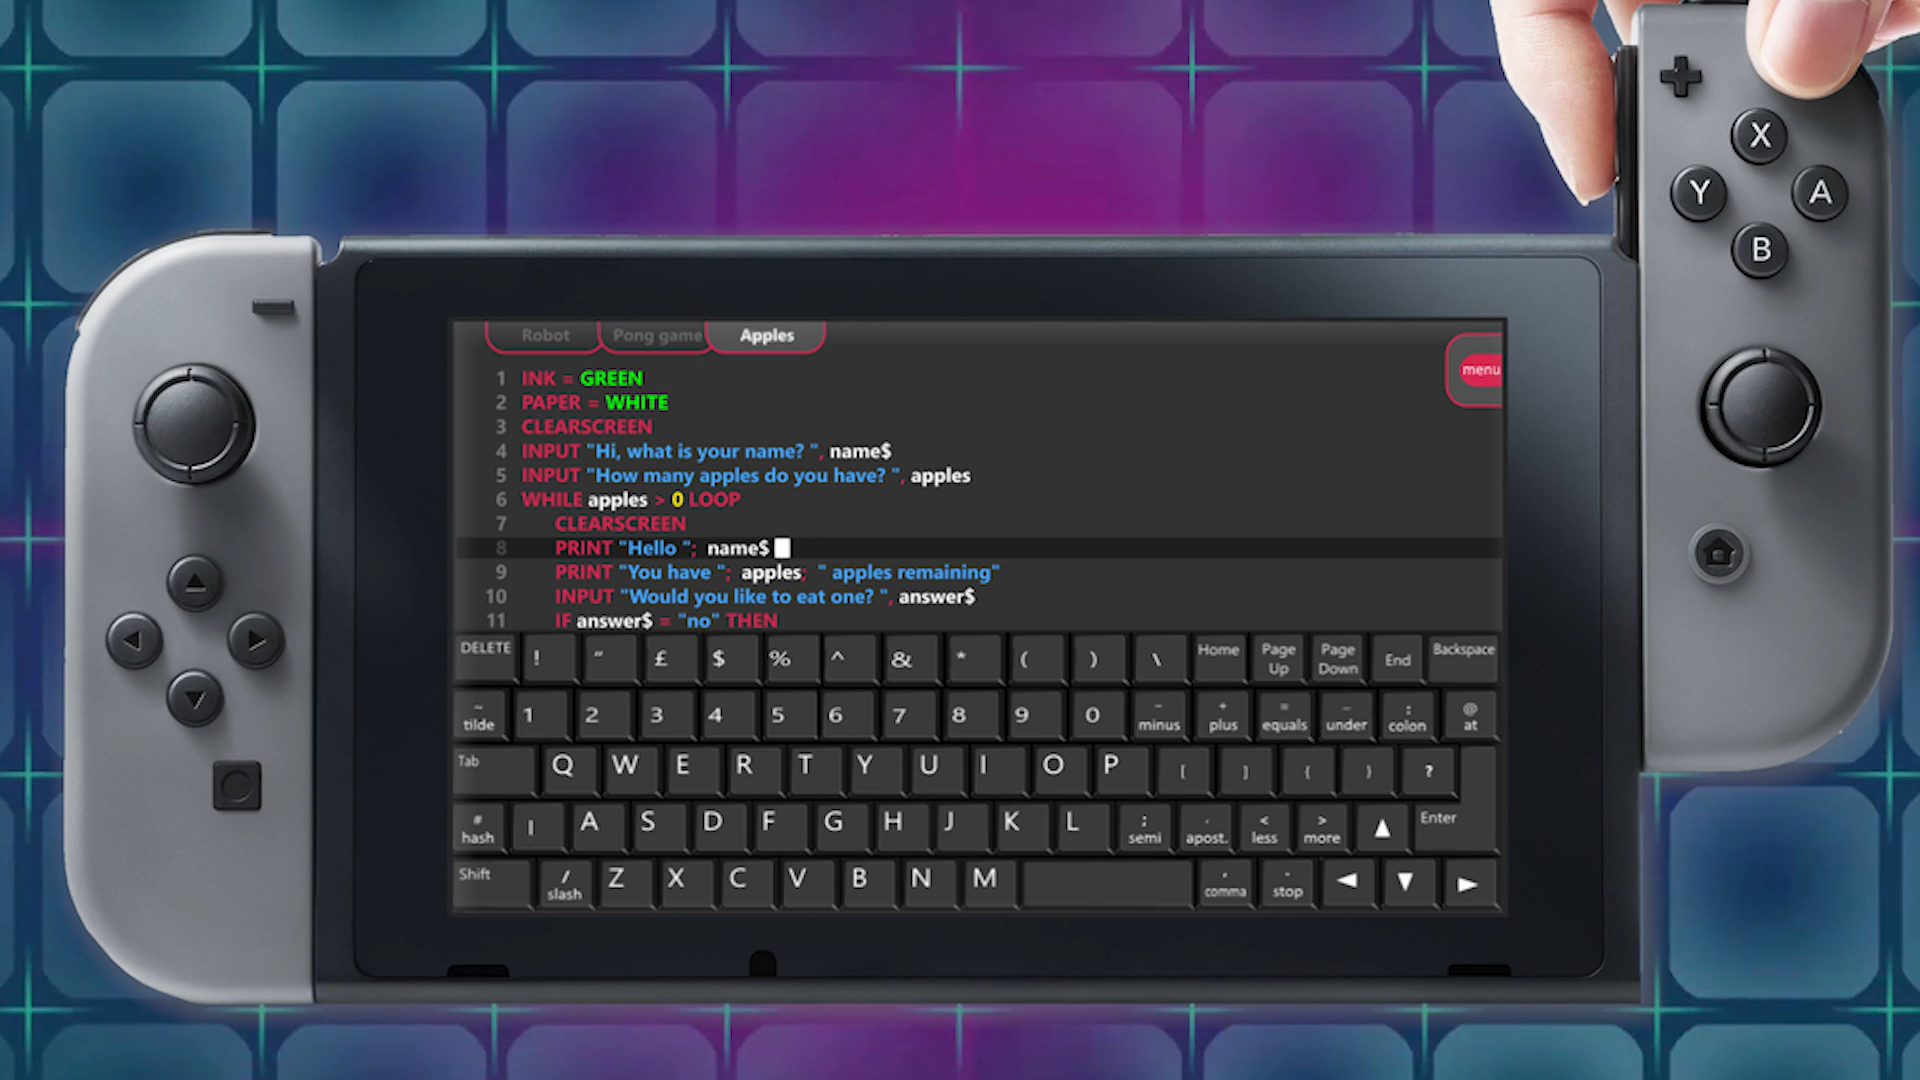 X
Y A
B
Robot Pong game Apples
menu
1 INK = GREEN
2 PAPER = WHITE
3 CLEARSCREEN
4 INPUT "Hi, what is your name? ", name$
5 INPUT "How many apples do you have? ", apples
6 WHILE apples > 0 LOOP
7 CLEARSCREEN
8 PRINT "Hello "; name$
9 PRINT "You have "; apples; " apples remaining"
10 INPUT "Would you like to eat one? ", answer$
11 IF answer$ = "no" THEN
DELETE ! " £ $ % ^ & * ( ) \ Home Page Up Page Down End Backspace
~ tilde 1 2 3 4 5 6 7 8 9 0 - minus + plus = equals _ under : colon @ at
Tab Q W E R T Y U I O P [ ] { } ?
# hash | A S D F G H J K L ; semi ' apost. < less > more ▲ Enter
Shift / slash Z X C V B N M , comma . stop ◀ ▼ ▶